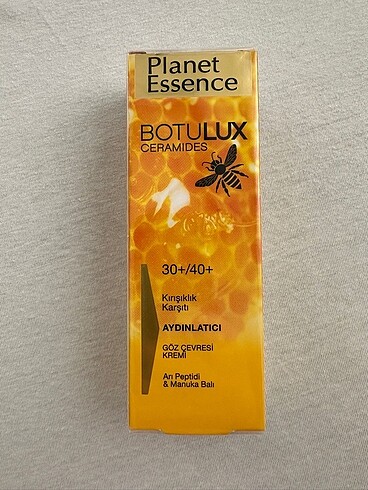 Planet
Essence
BOTULUX
CERAMIDES
30+/40+
Kırışıklık
Karşıtı
AYDINLATICI
GÖZ ÇEVRESİ
KREMİ
Arı Peptidi
& Manuka Balı